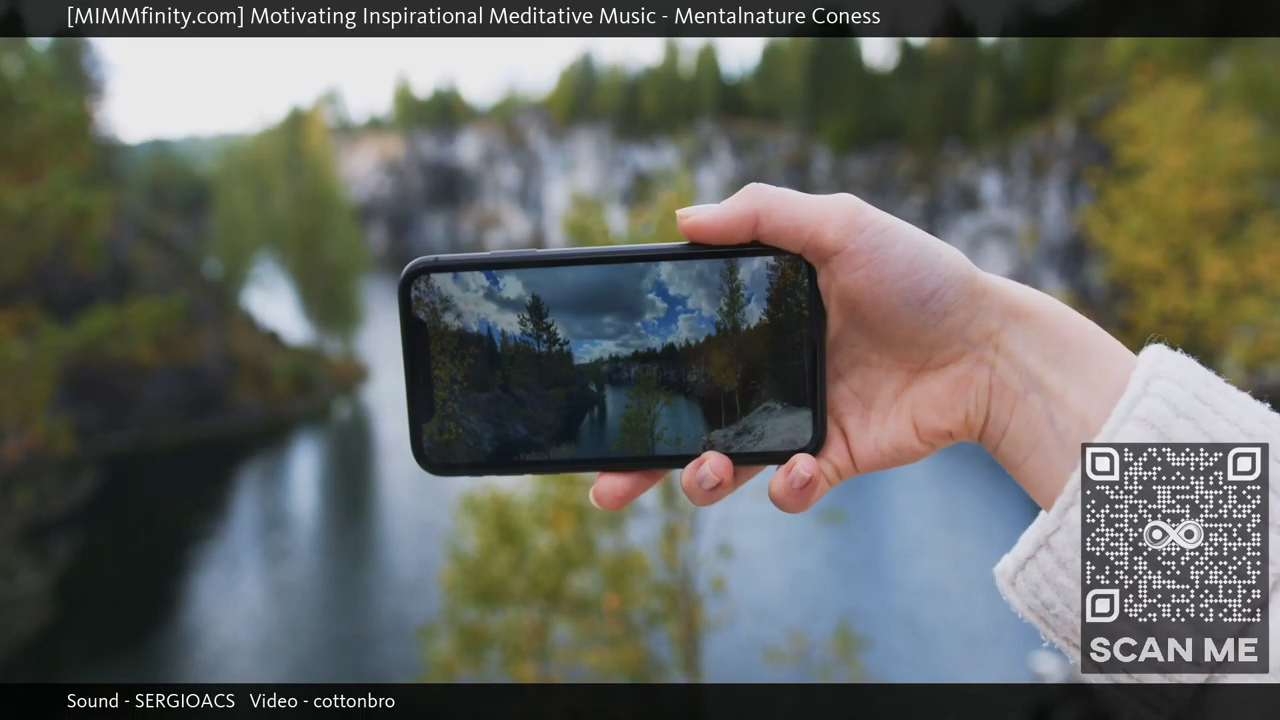 [MIMMfinity.com] Motivating Inspirational Meditative Music - Mentalnature Coness
SCAN ME
Sound - SERGIOACS   Video - cottonbro